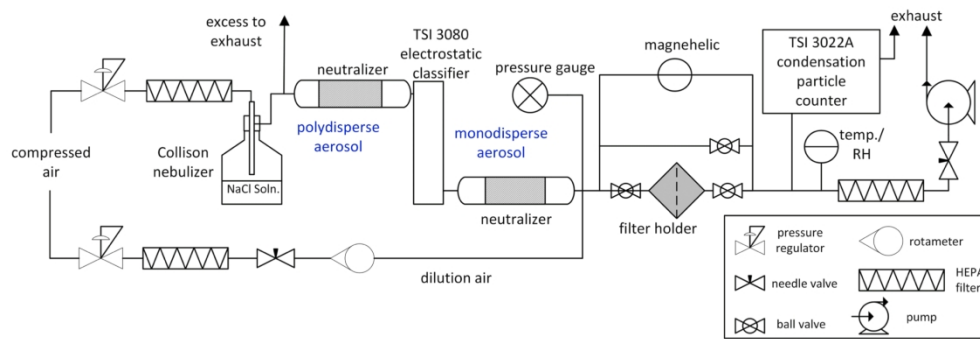 excess to
exhaust
TSI 3080
electrostatic
classifier
neutralizer
pressure gauge
magnehelic
TSI 3022A
condensation
particle
counter
exhaust
polydisperse
aerosol
monodisperse
aerosol
temp./
RH
compressed
air
Collison
nebulizer
NaCl Soln.
neutralizer
filter holder
dilution air
pressure
regulator
rotameter
needle valve
HEPA
filter
ball valve
pump